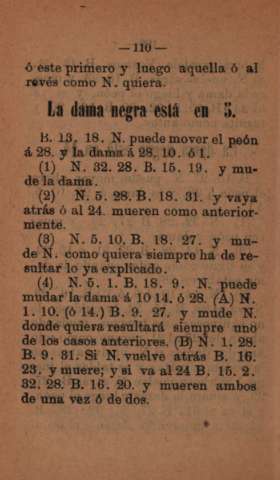 — 110 —
ó este primero y luego aquella ó al
revés como N. quiera.
La dama negra está en 5.
B. 13. 18. N. puede mover el peón
á 28. y la dama á 28. 10. ó 1.
(1) N. 32. 28. B. 15. 19. y mu-
de la dama.
(2) N. 5. 28. B. 18. 31. y vaya
atrás ó al 24. mueren como anterior-
mente.
(3) N. 5. 10. B. 18. 27. y mu-
de N. como quiera siempre há de re-
sultar lo ya explicado.
(4) N. 5. 1. B. 18. 9. N. puede
mudar la dama á 10 14. ó 28. (A) N.
1. 10. (ó 14.) B. 9. 27. y mude N.
donde quiera resultará siempre uno
de los casos anteriores. (B) N. 1. 28.
B. 9. 31. Si N. vuelve atrás B. 16.
23. y muere; y si va al 24 B. 15. 2.
32. 28. B. 16. 20. y mueren ambos
de una vez ó de dos.